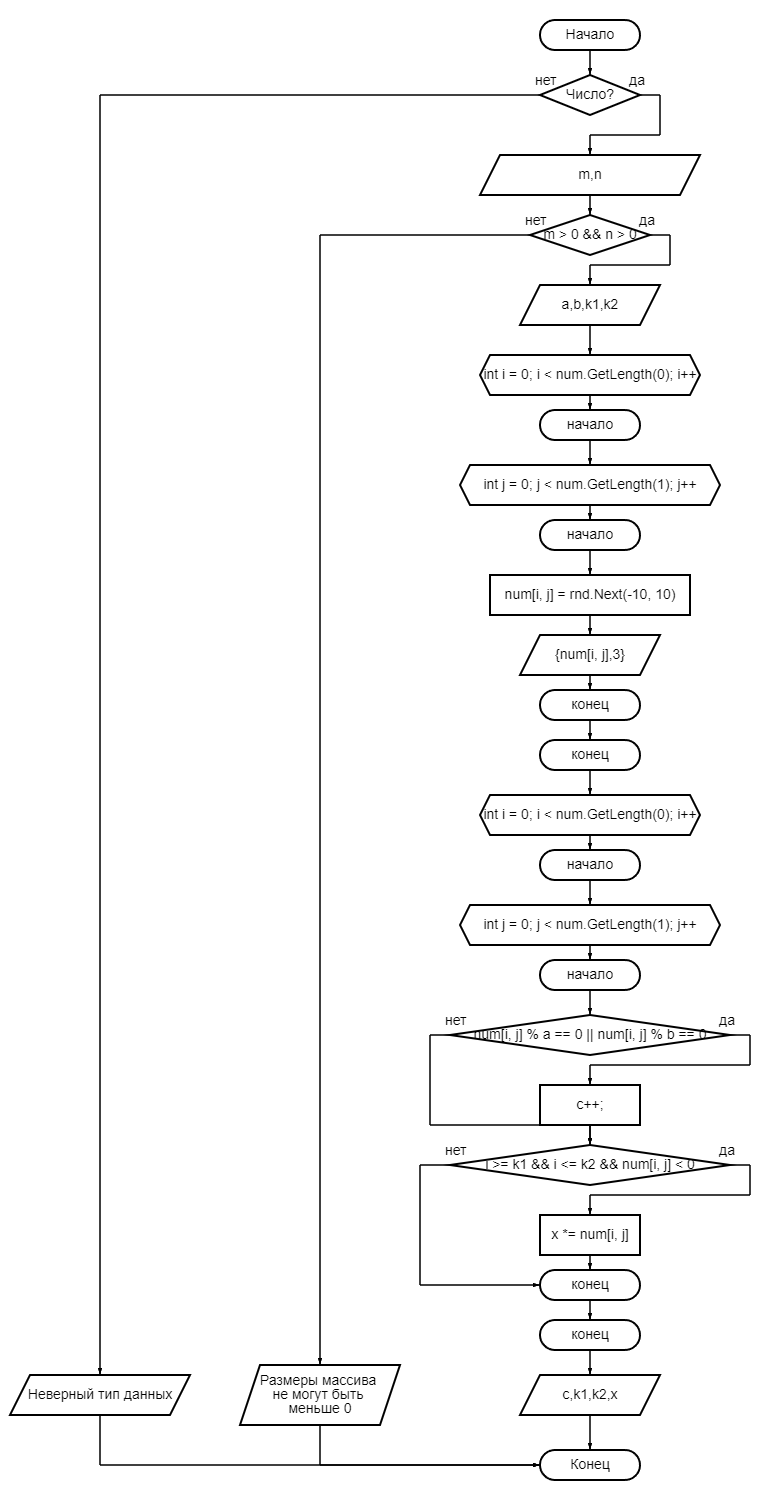 Начало
нет
да
Число?
m,n
нет
да
m > 0 && n > 0
a,b,k1,k2
int i = 0; i < num.GetLength(0); i++
начало
int j = 0; j < num.GetLength(1); j++
начало
num[i, j] = rnd.Next(-10, 10)
{num[i, j],3}
конец
конец
int i = 0; i < num.GetLength(0); i++
начало
int j = 0; j < num.GetLength(1); j++
начало
нет
да
num[i, j] % a == 0 || num[i, j] % b == 0
c++;
нет
да
i >= k1 && i <= k2 && num[i, j] < 0
x *= num[i, j]
конец
конец
Неверный тип данных
Размеры массива
не могут быть
меньше 0
c,k1,k2,x
Конец